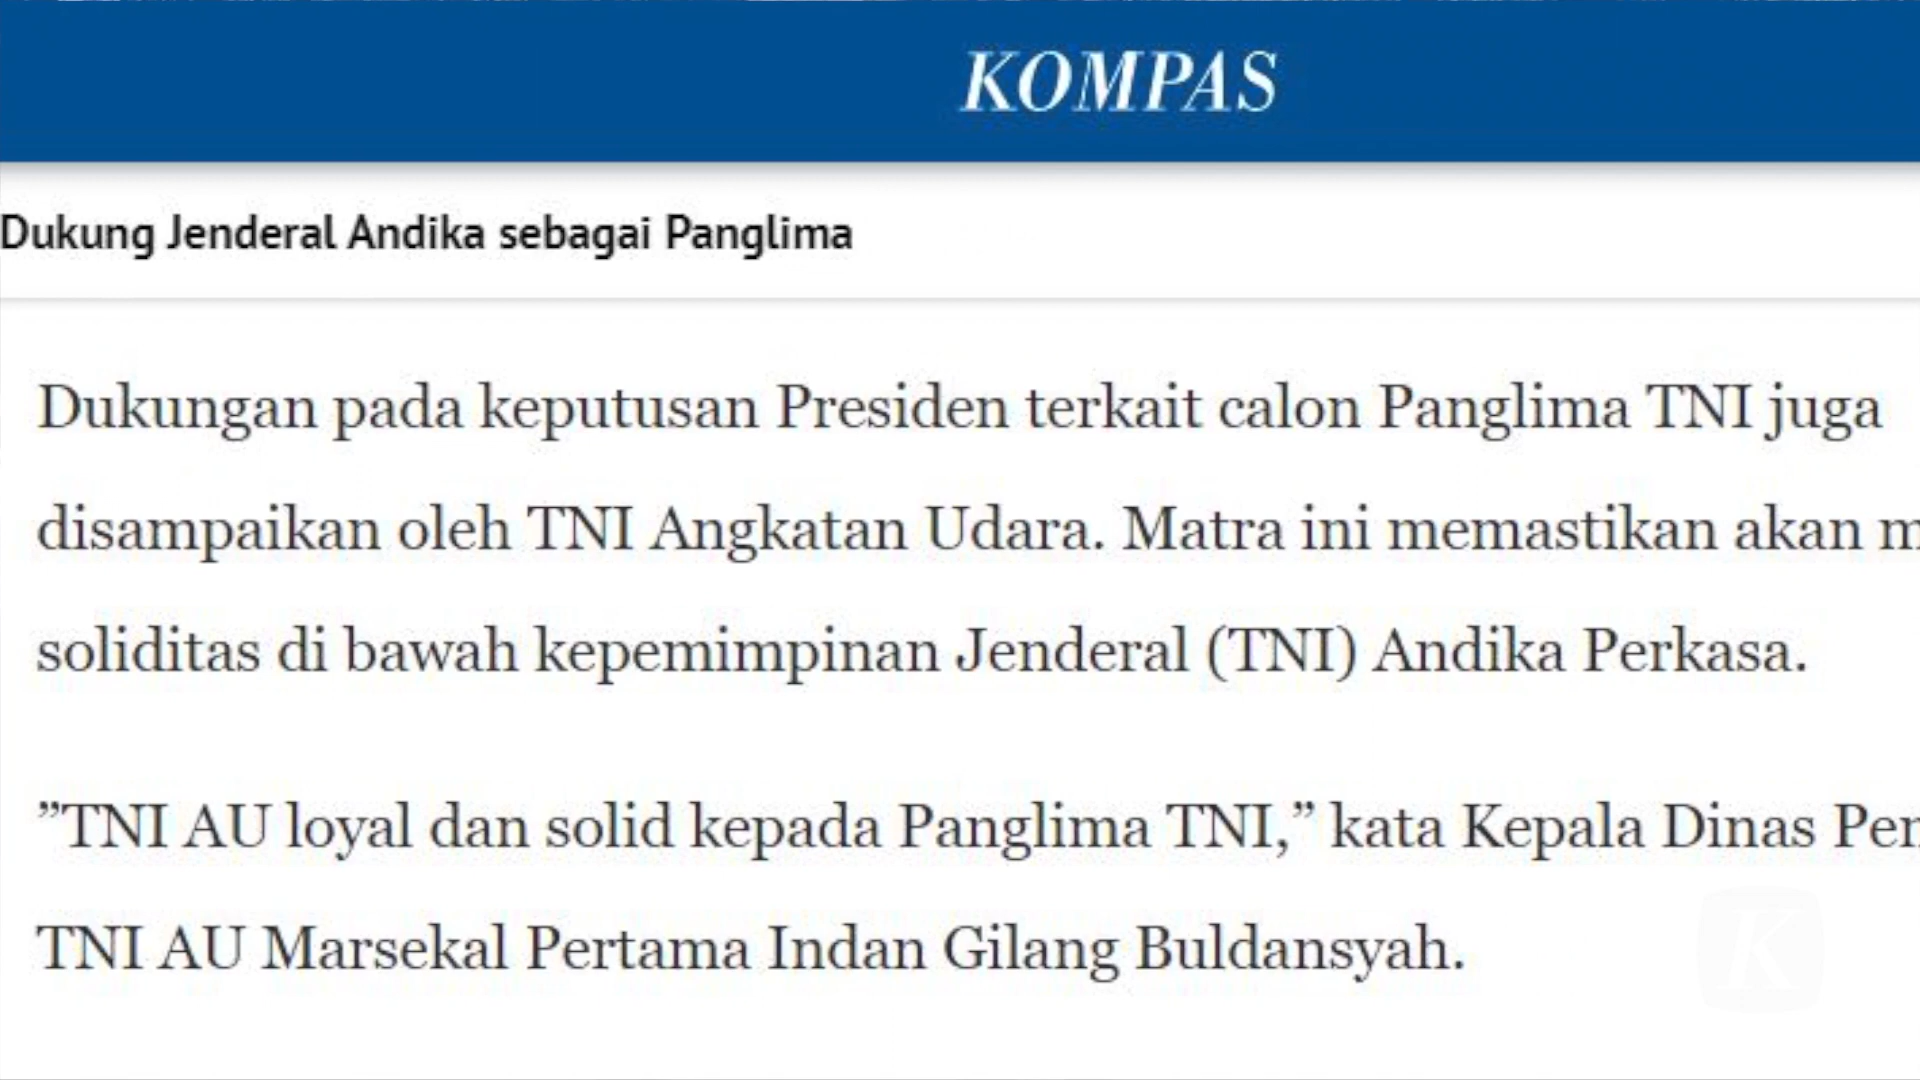 KOMPAS
Dukung Jenderal Andika sebagai Panglima
Dukungan pada keputusan Presiden terkait calon Panglima TNI juga
disampaikan oleh TNI Angkatan Udara. Matra ini memastikan akan
soliditas di bawah kepemimpinan Jenderal (TNI) Andika Perkasa.
”TNI AU loyal dan solid kepada Panglima TNI,” kata Kepala Dinas
TNI AU Marsekal Pertama Indan Gilang Buldansyah.
K